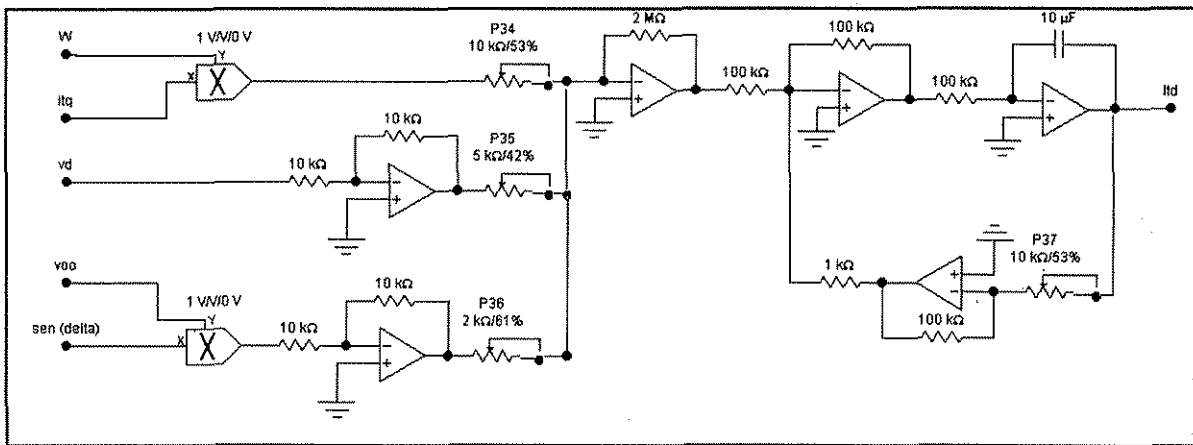 W
1 V/V/0 V
Y
X
X
Itq
P34
10 kΩ/53%
2 MΩ
100 kΩ
100 kΩ
100 kΩ
10 µF
Itd
vd
10 kΩ
10 kΩ
P35
5 kΩ/42%
voo
1 V/V/0 V
Y
X
X
sen (delta)
10 kΩ
10 kΩ
P36
2 kΩ/61%
1 kΩ
100 kΩ
P37
10 kΩ/53%